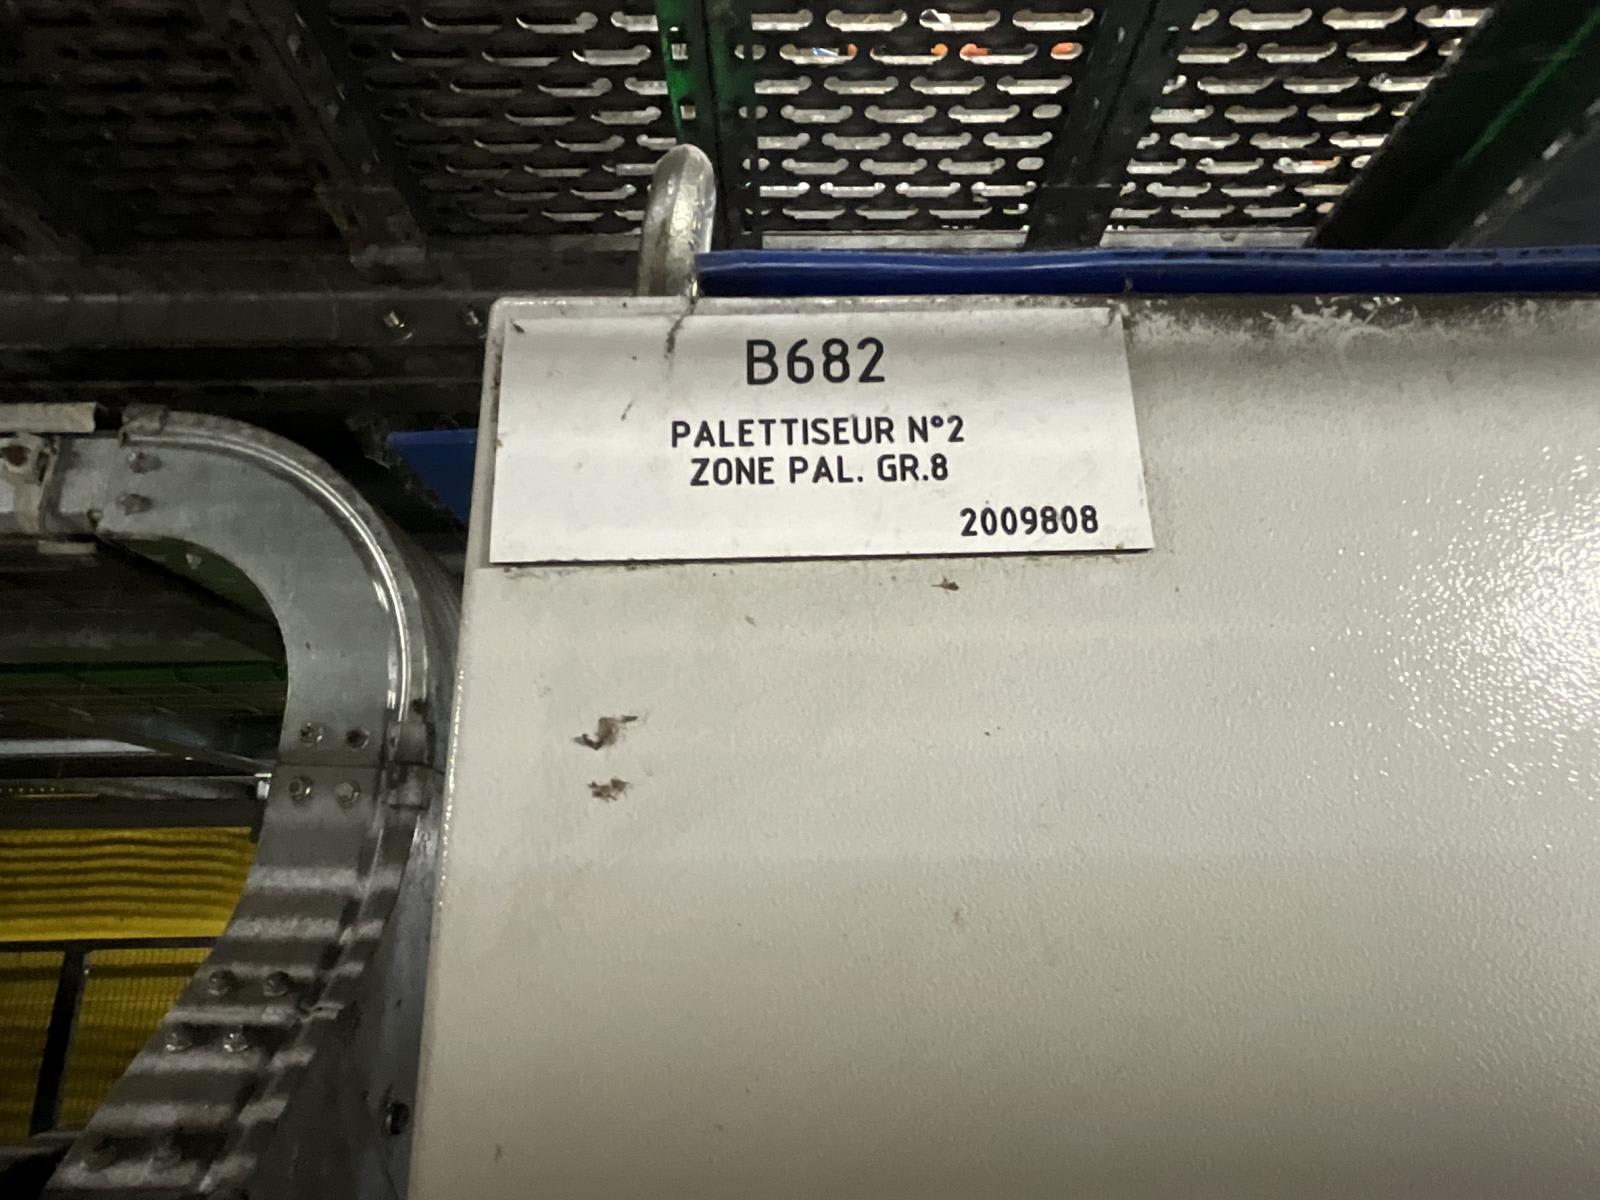 B682
PALETTISEUR N°2
ZONE PAL. GR.8
2009808